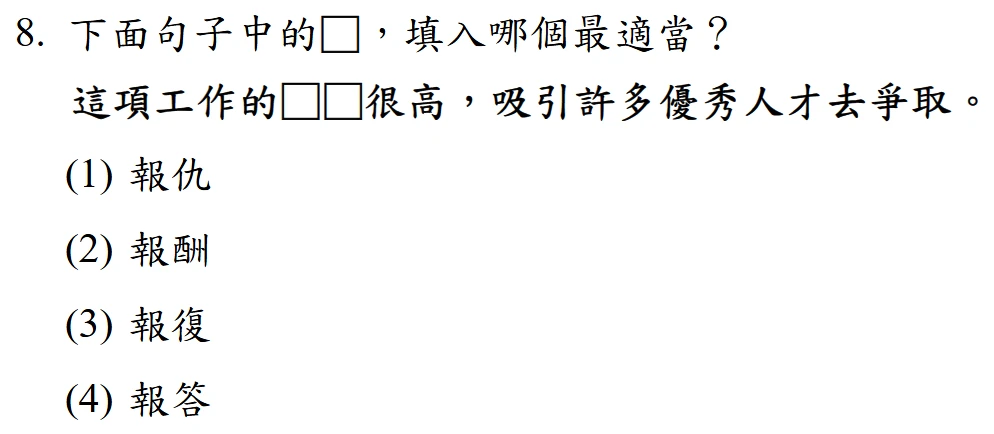 8. 下面句子中的□，填入哪個最適當？
這項工作的□□很高，吸引許多優秀人才去爭取。
(1) 報仇
(2) 報酬
(3) 報復
(4) 報答